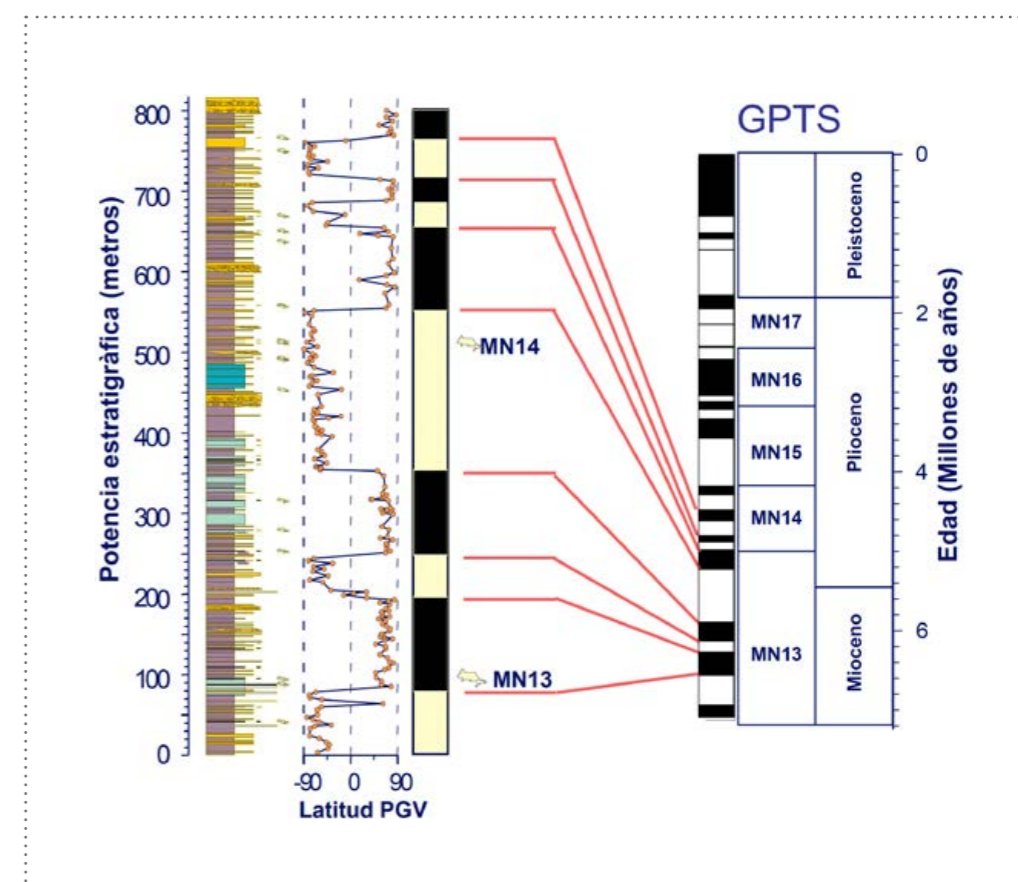 Potencia estratigràfica (metros)
800
700
600
500
400
300
200
100
0
-90 0 90
Latitud PGV
MN14
MN13
GPTS
MN17
MN16
MN15
MN14
MN13
Pleistoceno
Plioceno
Mioceno
0
2
4
6
Edad (Millones de años)